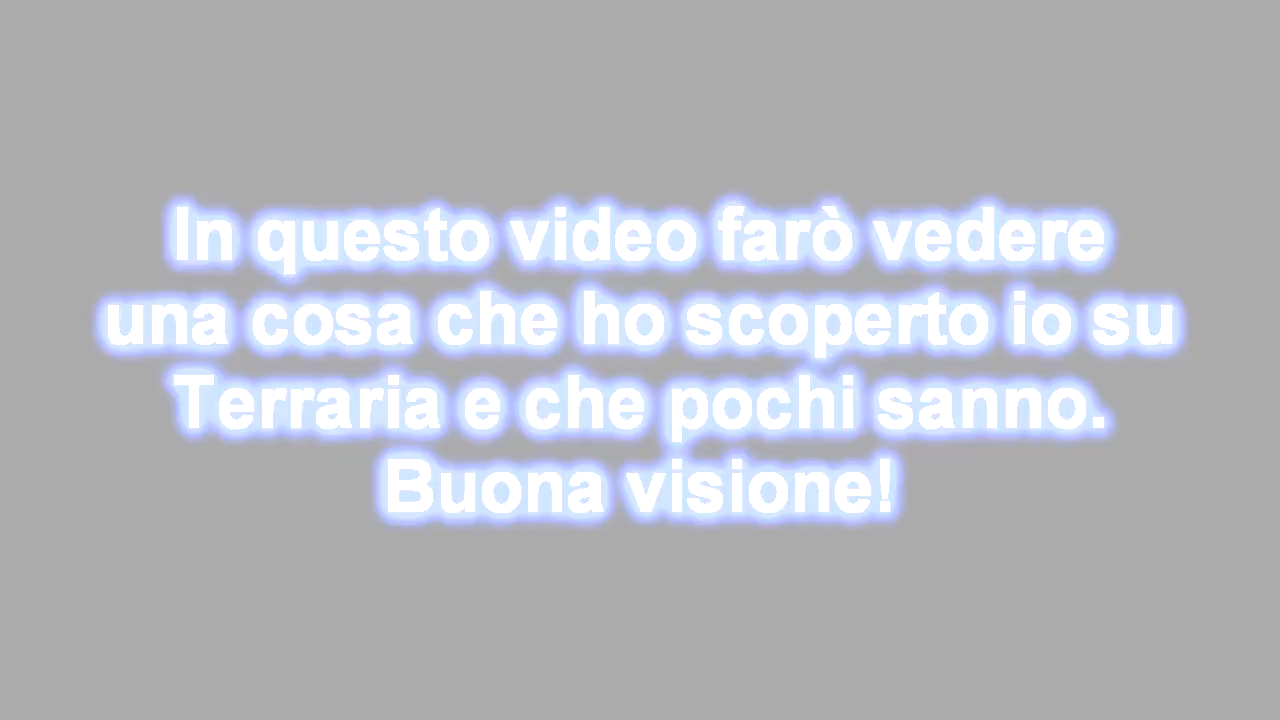 In questo video farò vedere
una cosa che ho scoperto io su
Terraria e che pochi sanno.
Buona visione!